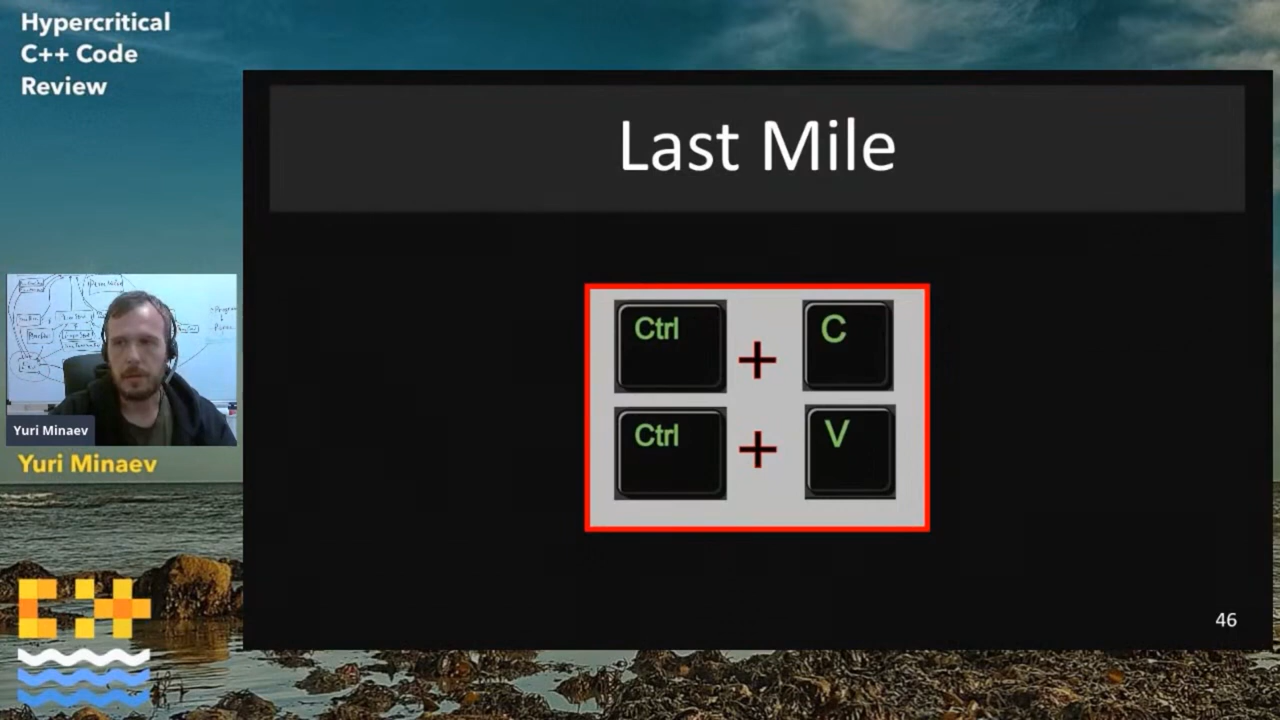 Hypercritical
C++ Code
Review
Last Mile
Ctrl + C
Ctrl + V
Yuri Minaev
Yuri Minaev
46